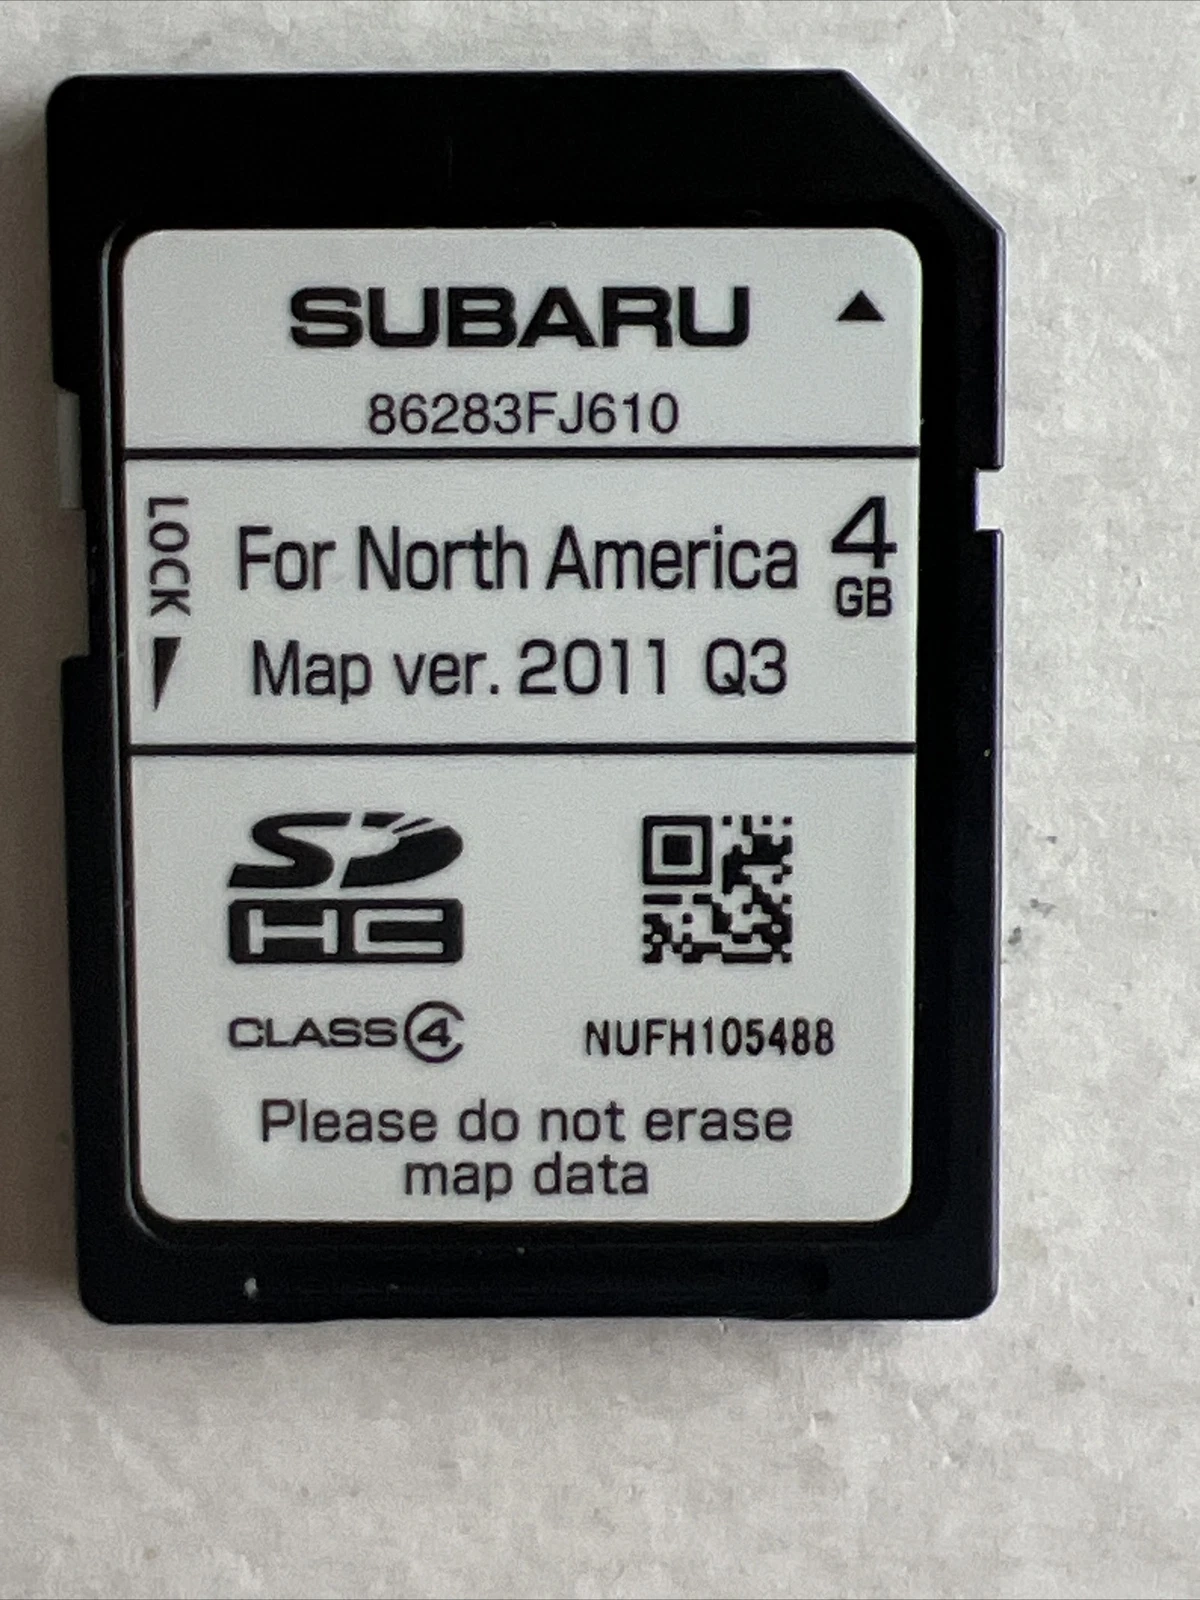 SUBARU
86283FJ610
LOCK
For North America
4
GB
Map ver. 2011 Q3
SD
HC
CLASS 4
NUFH105488
Please do not erase
map data